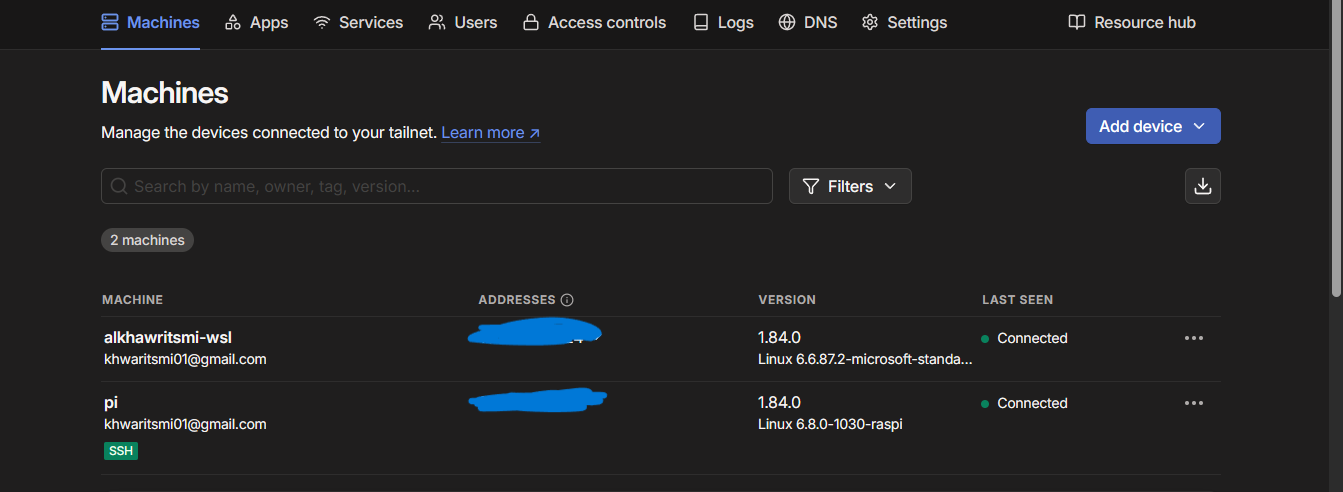 Machines Apps Services Users Access controls Logs DNS Settings Resource hub
Machines
Manage the devices connected to your tailnet. Learn more ↗
Add device
Search by name, owner, tag, version...
Filters
2 machines
MACHINE ADDRESSES VERSION LAST SEEN
alkhawritsmi-wsl 1.84.0 Connected
khwaritsmi01@gmail.com Linux 6.6.87.2-microsoft-standa...
pi 1.84.0 Connected
khwaritsmi01@gmail.com Linux 6.8.0-1030-raspi
SSH